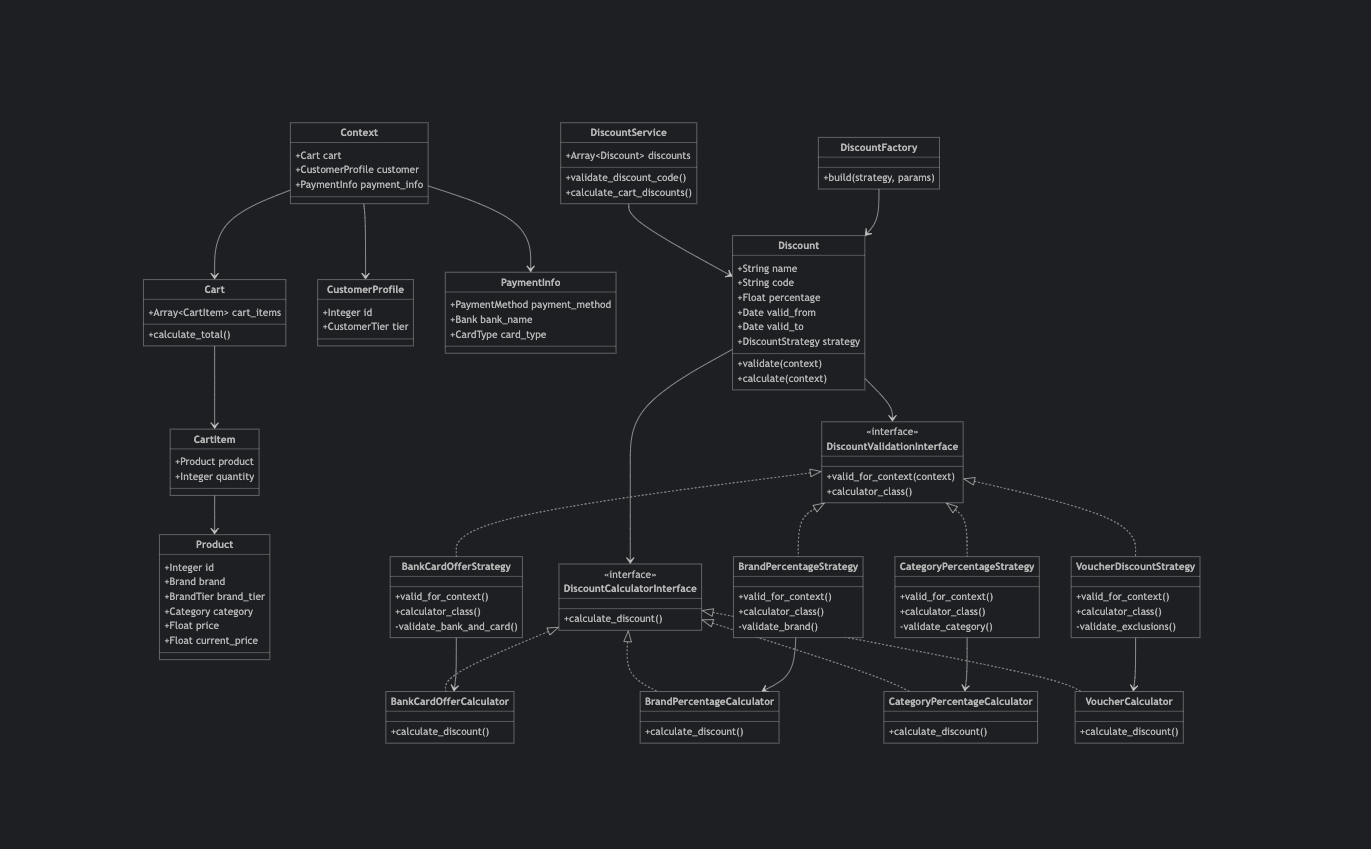 Context
+Cart cart
+CustomerProfile customer
+PaymentInfo payment_info
DiscountService
+Array<Discount> discounts
+validate_discount_code()
+calculate_cart_discounts()
DiscountFactory
+build(strategy, params)
Discount
+String name
+String code
+Float percentage
+Date valid_from
+Date valid_to
+DiscountStrategy strategy
+validate(context)
+calculate(context)
Cart
+Array<CartItem> cart_items
+calculate_total()
CustomerProfile
+Integer id
+CustomerTier tier
PaymentInfo
+PaymentMethod payment_method
+Bank bank_name
+CardType card_type
CartItem
+Product product
+Integer quantity
«interface»
DiscountValidationInterface
+valid_for_context(context)
+calculator_class()
Product
+Integer id
+Brand brand
+BrandTier brand_tier
+Category category
+Float price
+Float current_price
BankCardOfferStrategy
+valid_for_context()
+calculator_class()
-validate_bank_and_card()
«interface»
DiscountCalculatorInterface
+calculate_discount()
BrandPercentageStrategy
+valid_for_context()
+calculator_class()
-validate_brand()
CategoryPercentageStrategy
+valid_for_context()
+calculator_class()
-validate_category()
VoucherDiscountStrategy
+valid_for_context()
+calculator_class()
-validate_exclusions()
BankCardOfferCalculator
+calculate_discount()
BrandPercentageCalculator
+calculate_discount()
CategoryPercentageCalculator
+calculate_discount()
VoucherCalculator
+calculate_discount()